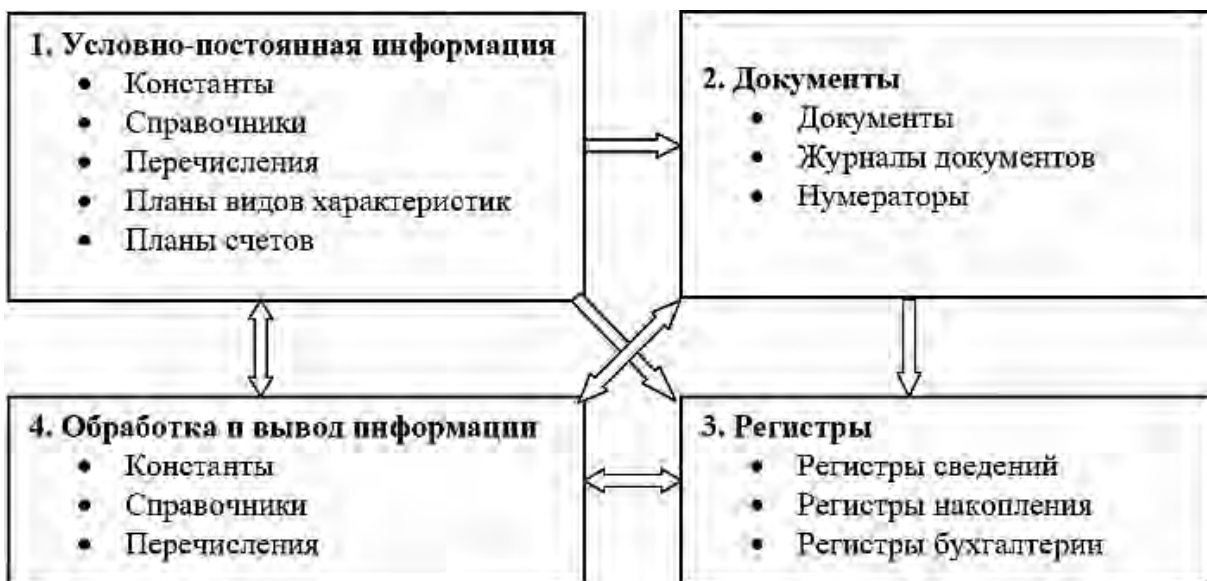 1. Условно-постоянная информация
• Константы
• Справочники
• Перечисления
• Планы видов характеристик
• Планы счетов
2. Документы
• Документы
• Журналы документов
• Нумераторы
4. Обработка и вывод информации
• Константы
• Справочники
• Перечисления
3. Регистры
• Регистры сведений
• Регистры накопления
• Регистры бухгалтерии